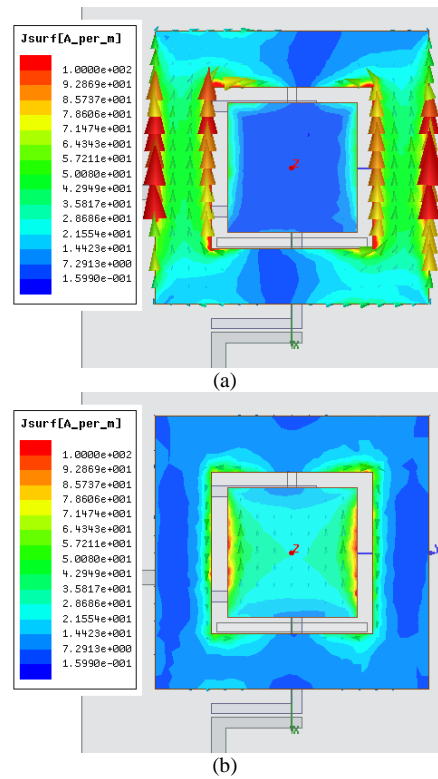 Jsurf[A_per_m]
1.0000e+002
9.2869e+001
8.5737e+001
7.8606e+001
7.1474e+001
6.4343e+001
5.7211e+001
5.0080e+001
4.2949e+001
3.5817e+001
2.8686e+001
2.1554e+001
1.4423e+001
7.2913e+000
1.5990e-001
Z
X
(a)
Jsurf[A_per_m]
1.0000e+002
9.2869e+001
8.5737e+001
7.8606e+001
7.1474e+001
6.4343e+001
5.7211e+001
5.0080e+001
4.2949e+001
3.5817e+001
2.8686e+001
2.1554e+001
1.4423e+001
7.2913e+000
1.5990e-001
Z
X
(b)